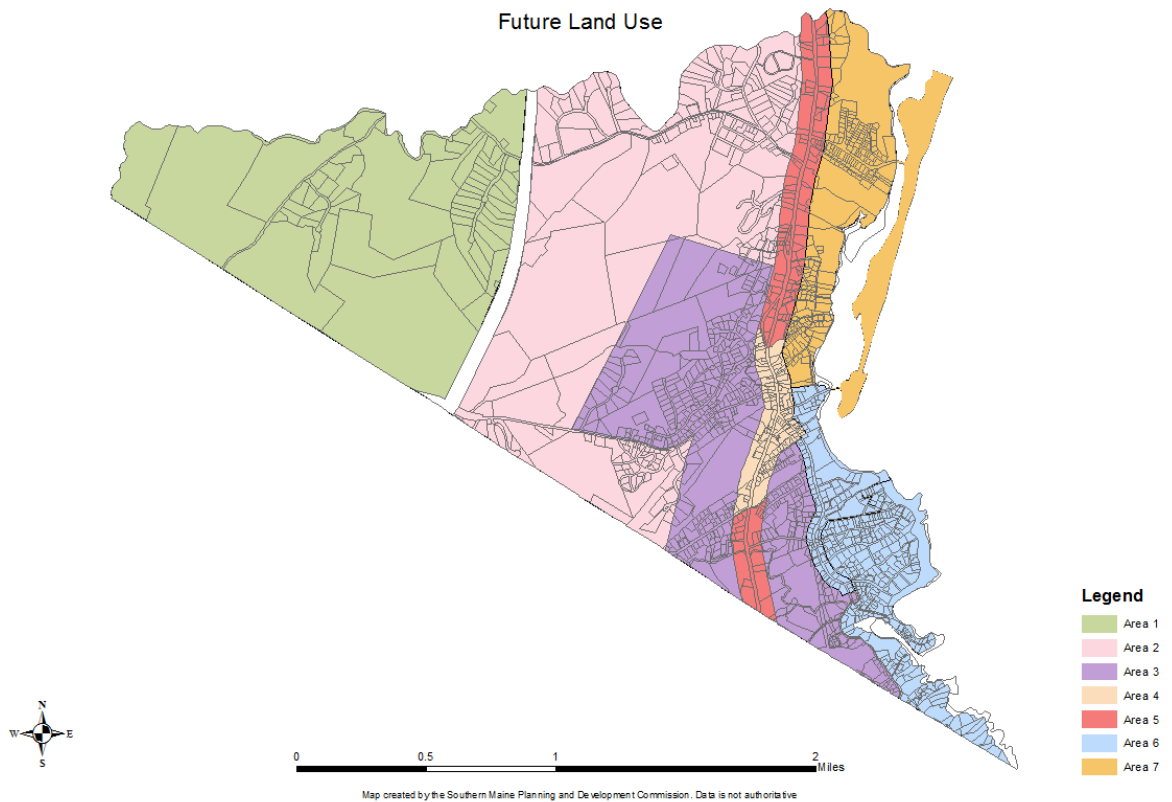 Future Land Use
Legend
Area 1
Area 2
Area 3
Area 4
Area 5
Area 6
Area 7
N
W E
S
0 0.5 1 2
Miles
Map created by the Southern Maine Planning and Development Commission. Data is not authoritative